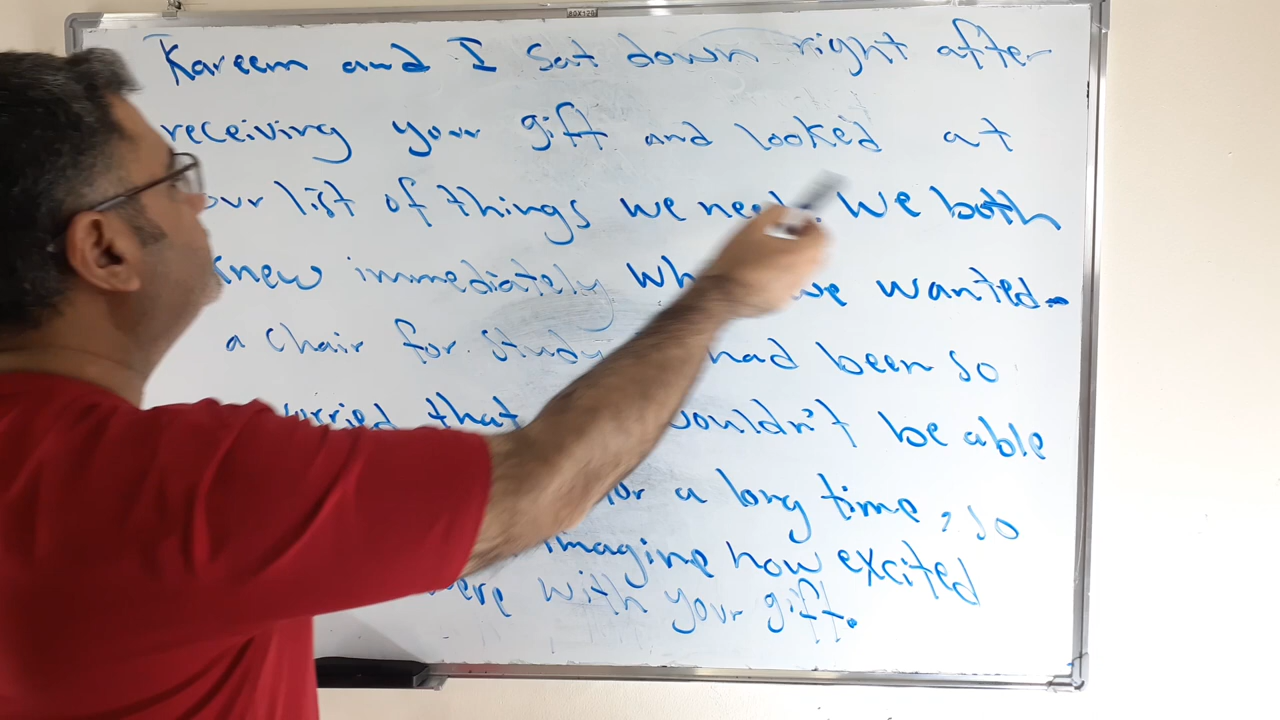 80X120
Kareem and I sat down right after
receiving your gift and looked at
our list of things we need. We both
knew immediately we wanted.
a chair for study had been so
worried that wouldn't be able
for a long time, so
imagine how excited
were with your gift.